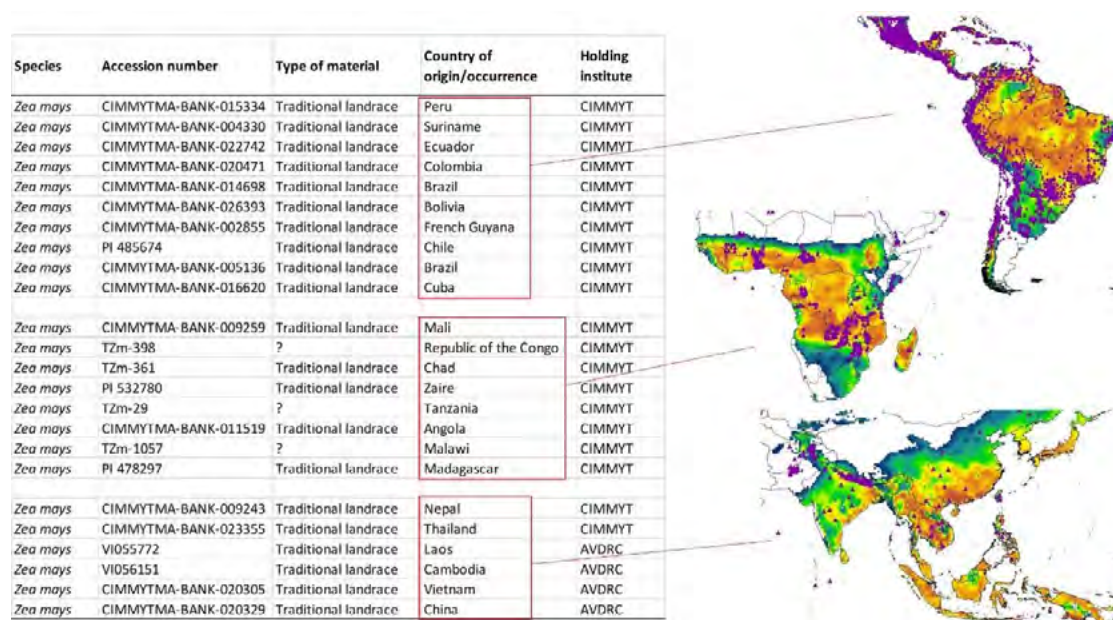 Species Accession number Type of material Country of origin/occurrence Holding institute
Zea mays CIMMYTMA-BANK-015334 Traditional landrace Peru CIMMYT
Zea mays CIMMYTMA-BANK-004330 Traditional landrace Suriname CIMMYT
Zea mays CIMMYTMA-BANK-022742 Traditional landrace Ecuador CIMMYT
Zea mays CIMMYTMA-BANK-020471 Traditional landrace Colombia CIMMYT
Zea mays CIMMYTMA-BANK-014698 Traditional landrace Brazil CIMMYT
Zea mays CIMMYTMA-BANK-026393 Traditional landrace Bolivia CIMMYT
Zea mays CIMMYTMA-BANK-002855 Traditional landrace French Guyana CIMMYT
Zea mays PI 485674 Traditional landrace Chile CIMMYT
Zea mays CIMMYTMA-BANK-005136 Traditional landrace Brazil CIMMYT
Zea mays CIMMYTMA-BANK-016620 Traditional landrace Cuba CIMMYT
Zea mays CIMMYTMA-BANK-009259 Traditional landrace Mali CIMMYT
Zea mays TZm-398 ? Republic of the Congo CIMMYT
Zea mays TZm-361 Traditional landrace Chad CIMMYT
Zea mays PI 532780 Traditional landrace Zaire CIMMYT
Zea mays TZm-29 ? Tanzania CIMMYT
Zea mays CIMMYTMA-BANK-011519 Traditional landrace Angola CIMMYT
Zea mays TZm-1057 ? Malawi CIMMYT
Zea mays PI 478297 Traditional landrace Madagascar CIMMYT
Zea mays CIMMYTMA-BANK-009243 Traditional landrace Nepal CIMMYT
Zea mays CIMMYTMA-BANK-023355 Traditional landrace Thailand CIMMYT
Zea mays VI055772 Traditional landrace Laos AVDRC
Zea mays VI056151 Traditional landrace Cambodia AVDRC
Zea mays CIMMYTMA-BANK-020305 Traditional landrace Vietnam AVDRC
Zea mays CIMMYTMA-BANK-020329 Traditional landrace China AVDRC